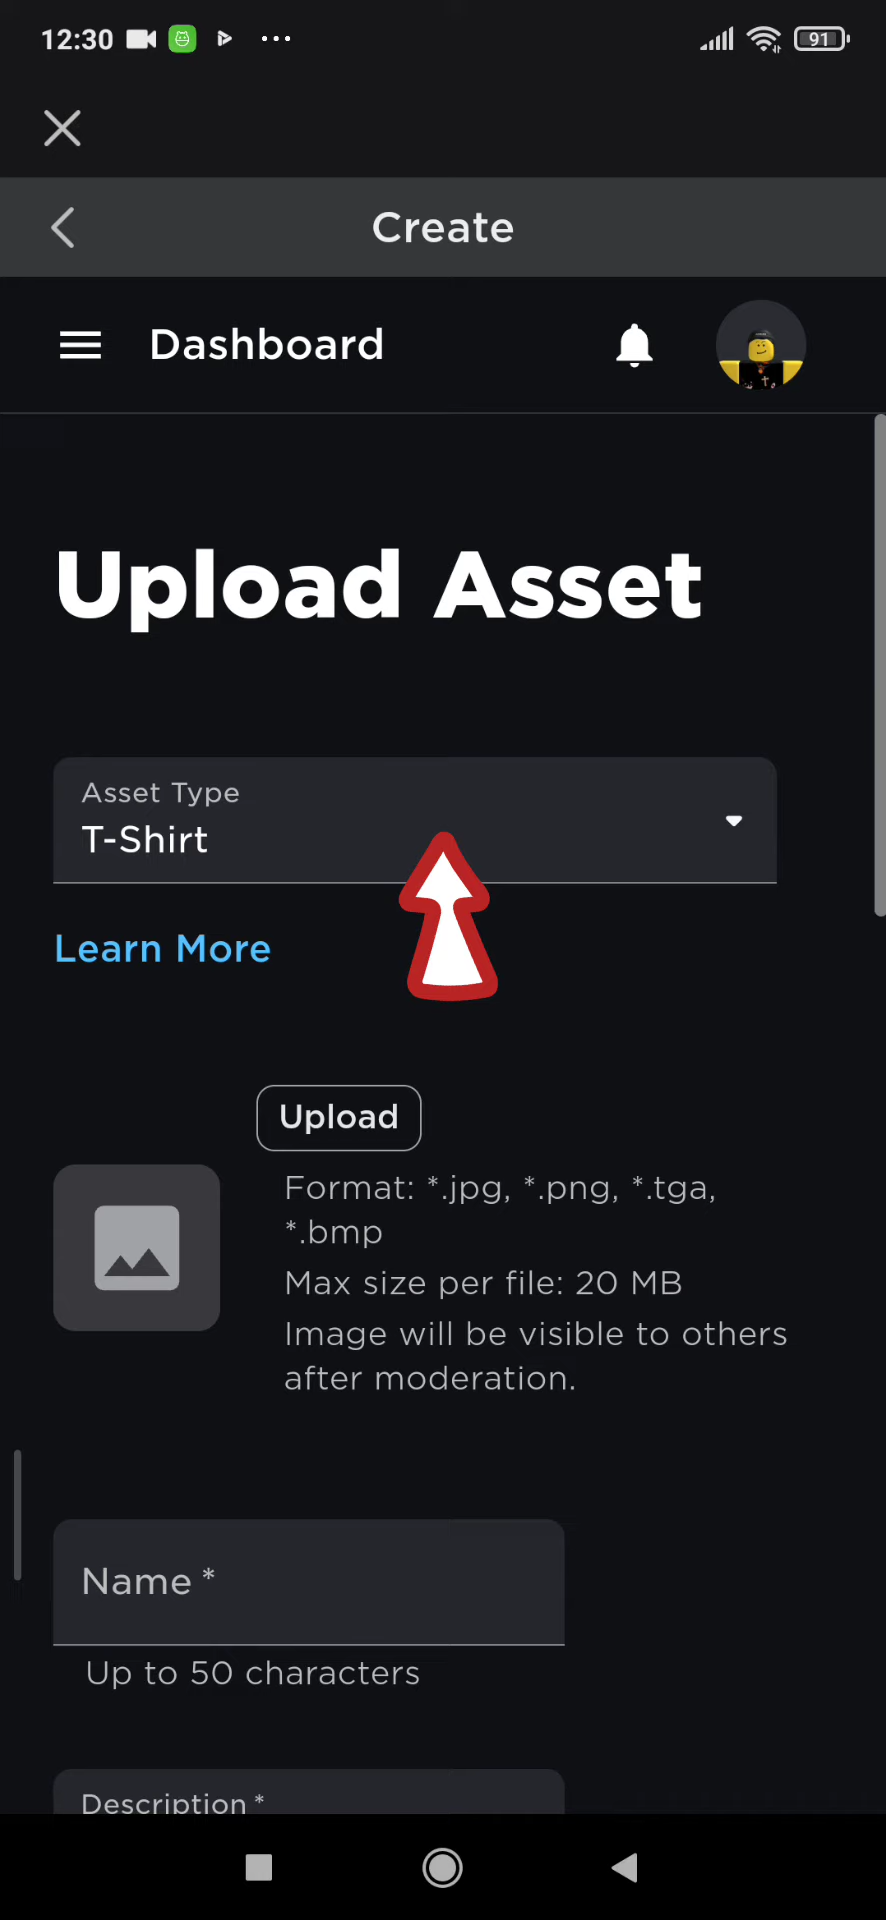 12:30
91
Create
Dashboard
Upload Asset
Asset Type
T-Shirt
Learn More
Upload
Format: *.jpg, *.png, *.tga,
*.bmp
Max size per file: 20 MB
Image will be visible to others
after moderation.
Name *
Up to 50 characters
Description *